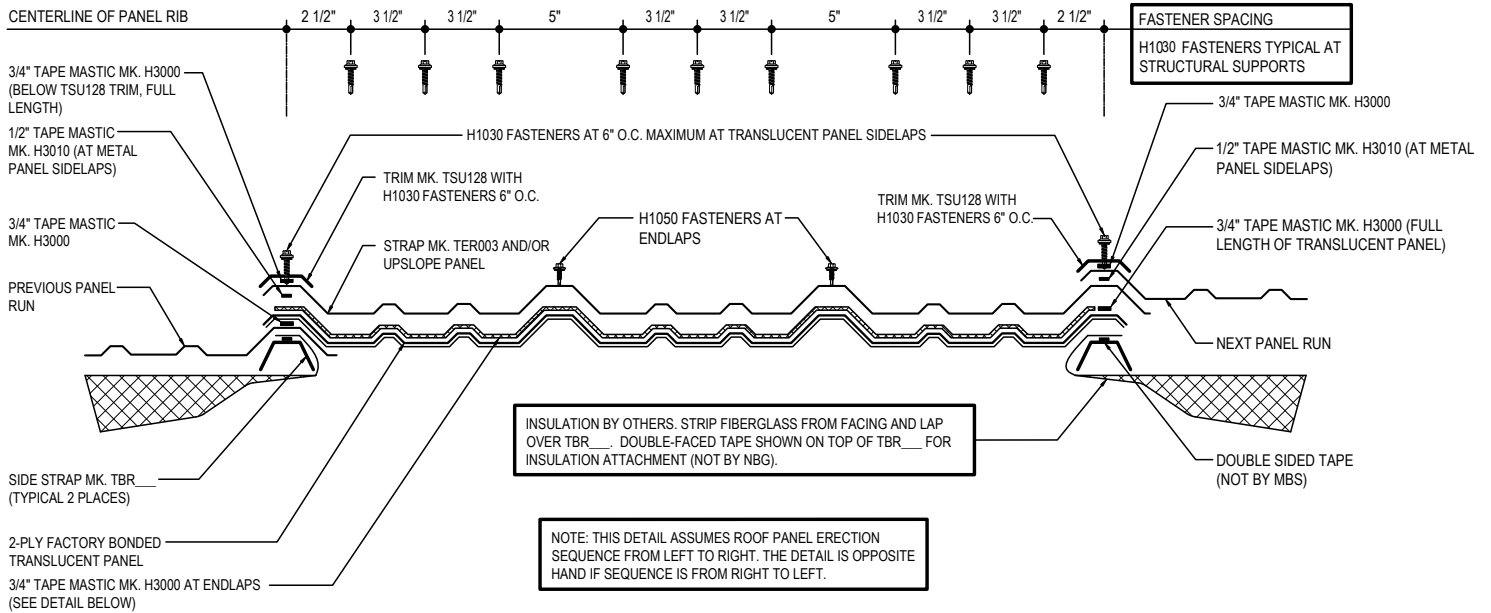 CENTERLINE OF PANEL RIB
2 1/2" 3 1/2" 3 1/2" 5" 3 1/2" 3 1/2" 5" 3 1/2" 3 1/2" 2 1/2"
FASTENER SPACING
H1030 FASTENERS TYPICAL AT
STRUCTURAL SUPPORTS
3/4" TAPE MASTIC MK. H3000
(BELOW TSU128 TRIM, FULL
LENGTH)
1/2" TAPE MASTIC
MK. H3010 (AT METAL
PANEL SIDELAPS)
3/4" TAPE MASTIC
MK. H3000
PREVIOUS PANEL
RUN
H1030 FASTENERS AT 6" O.C. MAXIMUM AT TRANSLUCENT PANEL SIDELAPS
TRIM MK. TSU128 WITH
H1030 FASTENERS 6" O.C.
STRAP MK. TER003 AND/OR
UPSLOPE PANEL
H1050 FASTENERS AT
ENDLAPS
TRIM MK. TSU128 WITH
H1030 FASTENERS 6" O.C.
3/4" TAPE MASTIC MK. H3000
1/2" TAPE MASTIC MK. H3010 (AT METAL
PANEL SIDELAPS)
3/4" TAPE MASTIC MK. H3000 (FULL
LENGTH OF TRANSLUCENT PANEL)
NEXT PANEL RUN
INSULATION BY OTHERS. STRIP FIBERGLASS FROM FACING AND LAP
OVER TBR___. DOUBLE-FACED TAPE SHOWN ON TOP OF TBR___ FOR
INSULATION ATTACHMENT (NOT BY NBG).
DOUBLE SIDED TAPE
(NOT BY MBS)
SIDE STRAP MK. TBR___
(TYPICAL 2 PLACES)
2-PLY FACTORY BONDED
TRANSLUCENT PANEL
3/4" TAPE MASTIC MK. H3000 AT ENDLAPS
(SEE DETAIL BELOW)
NOTE: THIS DETAIL ASSUMES ROOF PANEL ERECTION
SEQUENCE FROM LEFT TO RIGHT. THE DETAIL IS OPPOSITE
HAND IF SEQUENCE IS FROM RIGHT TO LEFT.